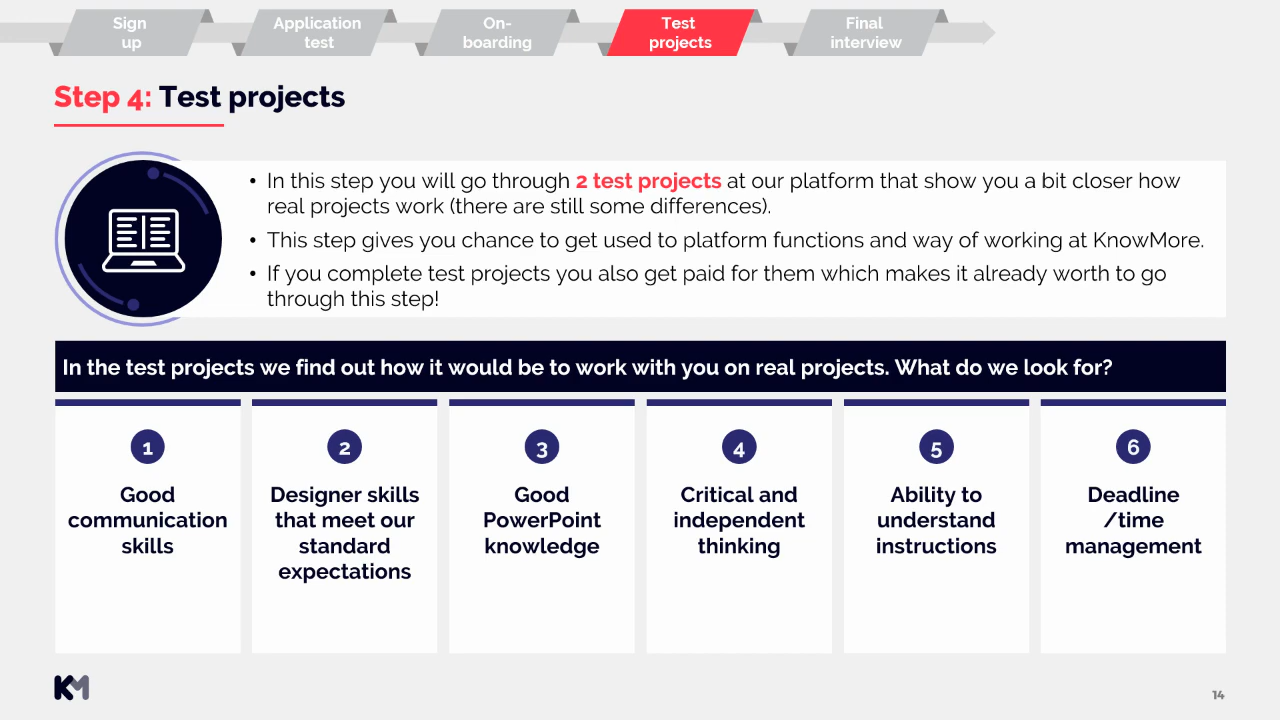 Sign
up
Application
test
On-
boarding
Test
projects
Final
interview
Step 4: Test projects
• In this step you will go through 2 test projects at our platform that show you a bit closer how
real projects work (there are still some differences).
• This step gives you chance to get used to platform functions and way of working at KnowMore.
• If you complete test projects you also get paid for them which makes it already worth to go
through this step!
In the test projects we find out how it would be to work with you on real projects. What do we look for?
1
Good
communication
skills
2
Designer skills
that meet our
standard
expectations
3
Good
PowerPoint
knowledge
4
Critical and
independent
thinking
5
Ability to
understand
instructions
6
Deadline
/time
management
KM
14